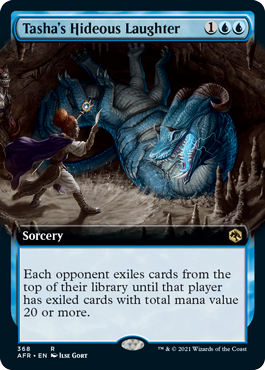 Tasha's Hideous Laughter 1
Sorcery
Each opponent exiles cards from the
top of their library until that player
has exiled cards with total mana value
20 or more.
368 R
AFR • EN Ilse Gort
™ & © 2021 Wizards of the Coast